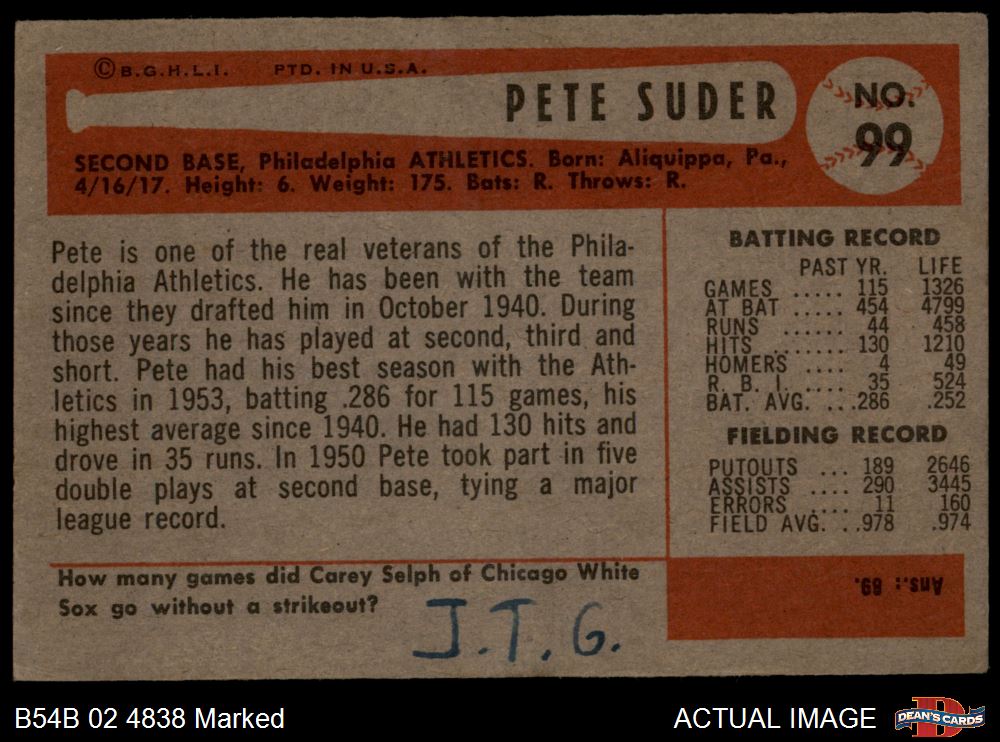 © B.G.H.L.I. PTD. IN U.S.A.
PETE SUDER
NO.
99
SECOND BASE, Philadelphia ATHLETICS. Born: Aliquippa, Pa.,
4/16/17. Height: 6. Weight: 175. Bats: R. Throws: R.
Pete is one of the real veterans of the Phila-
delphia Athletics. He has been with the team
since they drafted him in October 1940. During
those years he has played at second, third and
short. Pete had his best season with the Ath-
letics in 1953, batting .286 for 115 games, his
highest average since 1940. He had 130 hits and
drove in 35 runs. In 1950 Pete took part in five
double plays at second base, tying a major
league record.
BATTING RECORD
PAST YR. LIFE
GAMES ..... 115 1326
AT BAT ..... 454 4799
RUNS ...... 44 458
HITS ....... 130 1210
HOMERS ..... 4 49
R. B. I. .... 35 524
BAT. AVG. ... .286 .252
FIELDING RECORD
PUTOUTS ... 189 2646
ASSISTS .... 290 3445
ERRORS .... 11 160
FIELD AVG. . .978 .974
How many games did Carey Selph of Chicago White
Sox go without a strikeout?
Ans.: 89.
J.T.G.
B54B 02 4838 Marked
ACTUAL IMAGE
DEAN'S CARDS